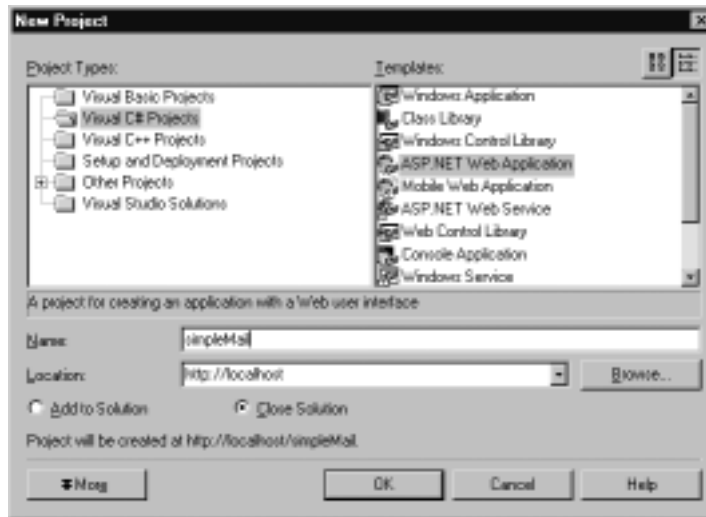 New Project
Project Types:
Templates:
Visual Basic Projects
Visual C# Projects
Visual C++ Projects
Setup and Deployment Projects
Other Projects
Visual Studio Solutions
Windows Application
Class Library
Windows Control Library
ASP.NET Web Application
Mobile Web Application
ASP.NET Web Service
Web Control Library
Console Application
Windows Service
A project for creating an application with a Web user interface
Name:
simpleMail
Location:
http://localhost
Browse...
Add to Solution
Close Solution
Project will be created at http://localhost/simpleMail.
More
OK
Cancel
Help